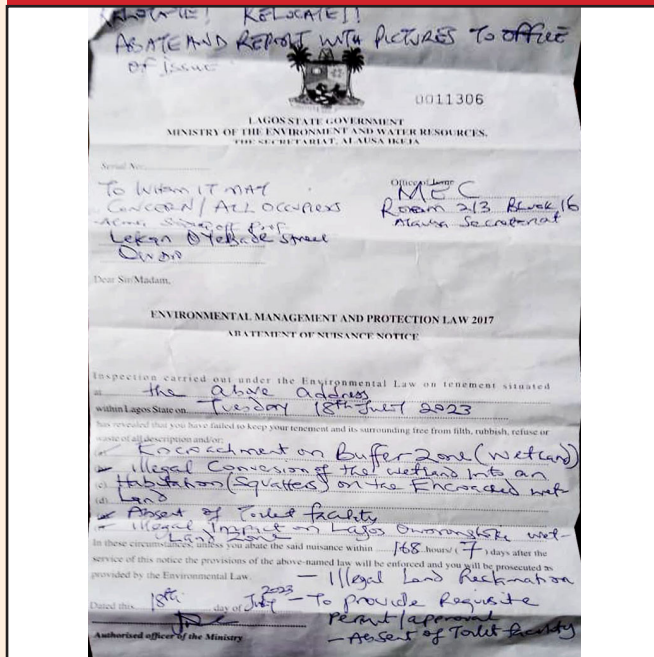 RELOCATE!! RELOCATE!!
ABATE AND REPORT WITH PICTURES TO OFFICE
OF ISSUE
0011306
LAGOS STATE GOVERNMENT
MINISTRY OF THE ENVIRONMENT AND WATER RESOURCES.
THE SECRETARIAT, ALAUSA IKEJA
Serial No
To WHOM IT MAY
CONCERN/ ALL OCCUPIERS
Lekan Oyebade Street
Office of Issue
MEC
ROOM 213 BLOCK 16
Alausa Secretariat
Dear Sir/Madam,
ENVIRONMENTAL MANAGEMENT AND PROTECTION LAW 2017
ABATEMENT OF NUISANCE NOTICE
Inspection carried out under the Environmental Law on tenement situated
at the above address
within Lagos State on Tuesday 18th July 2023
has revealed that you have failed to keep your tenement and its surrounding free from filth, rubbish, refuse or
waste of all description and/or:
Encroachment on Buffer Zone (Wetland)
Illegal Convesion of the wetland Into an
(c) Habitation (Squatters) on the Encroached wet-
(d) Land
Absent of Toilet facility
Illegal Impact on Lagos wet-
Land Zone
In these circumstances, unless you abate the said nuisance within 168 hours/ ( 7 ) days after the
service of this notice the provisions of the above-named law will be enforced and you will be prosecuted as
provided by the Environmental Law.
– Illegal Land Reclamation
Dated this 18th day of July 2023
– To provide Requisite
Permit/approval
– Absent of Toilet facility
Authorised officer of the Ministry